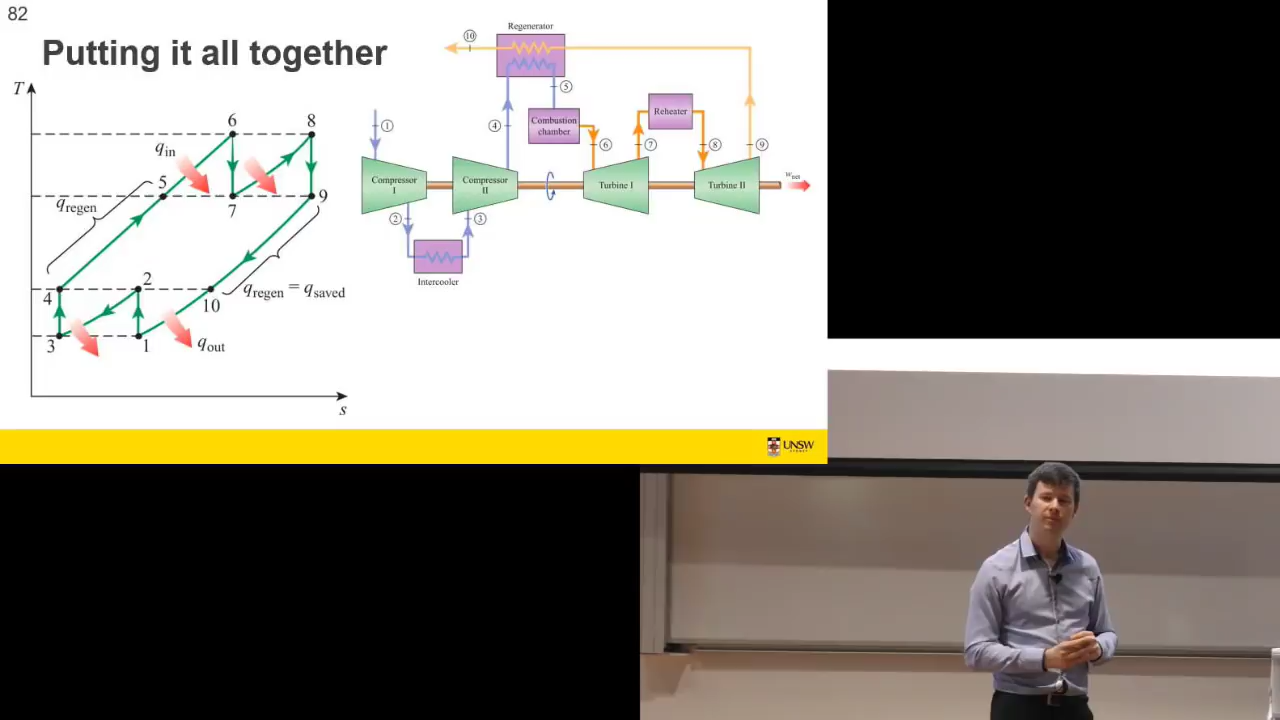 82
Putting it all together
T
6
8
q_in
5
q_regen
7
9
4
2
10
q_regen = q_saved
3
1
q_out
s
Regenerator
10
5
1
4
Combustion
chamber
Reheater
6
7
8
9
Compressor
I
Compressor
II
Turbine I
Turbine II
w_net
2
3
Intercooler
UNSW
SYDNEY